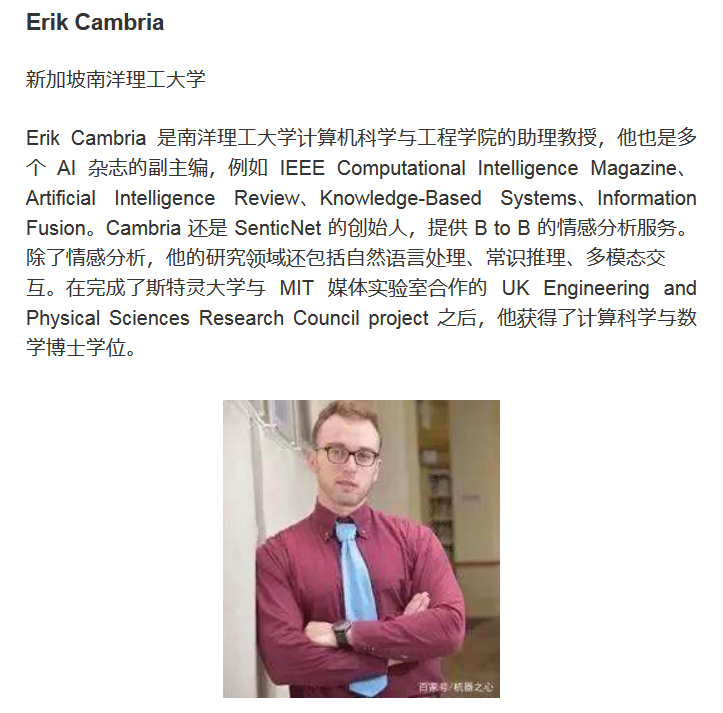 Erik Cambria
新加坡南洋理工大学
Erik Cambria 是南洋理工大学计算机科学与工程学院的助理教授，他也是多
个 AI 杂志的副主编，例如 IEEE Computational Intelligence Magazine、
Artificial Intelligence Review、Knowledge-Based Systems、Information
Fusion。Cambria 还是 SenticNet 的创始人，提供 B to B 的情感分析服务。
除了情感分析，他的研究领域还包括自然语言处理、常识推理、多模态交
互。在完成了斯特灵大学与 MIT 媒体实验室合作的 UK Engineering and
Physical Sciences Research Council project 之后，他获得了计算科学与数
学博士学位。
百家号/机器之心